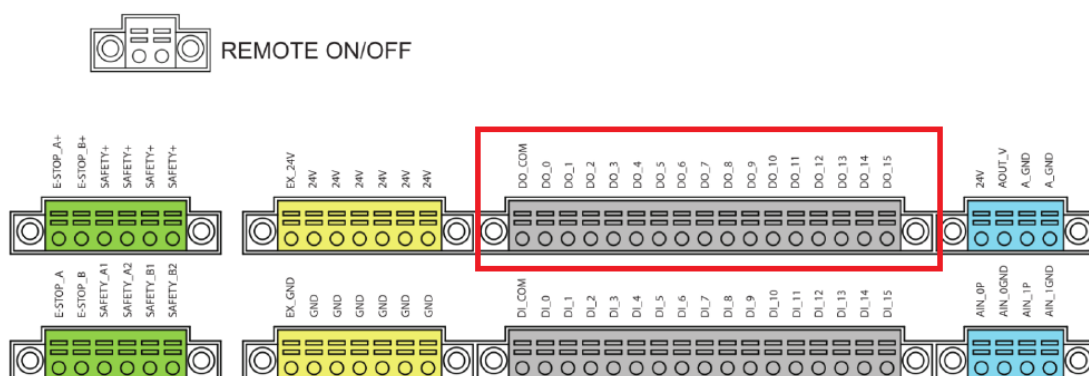 REMOTE ON/OFF
E-STOP_A+
E-STOP_B+
SAFETY+
SAFETY+
SAFETY+
SAFETY+
EX_24V
24V
24V
24V
24V
24V
24V
DO_COM
DO_0
DO_1
DO_2
DO_3
DO_4
DO_5
DO_6
DO_7
DO_8
DO_9
DO_10
DO_11
DO_12
DO_13
DO_14
DO_15
24V
AOUT_V
A_GND
A_GND
E-STOP_A
E-STOP_B
SAFETY_A1
SAFETY_A2
SAFETY_B1
SAFETY_B2
EX_GND
GND
GND
GND
GND
GND
GND
DI_COM
DI_0
DI_1
DI_2
DI_3
DI_4
DI_5
DI_6
DI_7
DI_8
DI_9
DI_10
DI_11
DI_12
DI_13
DI_14
DI_15
AIN_0P
AIN_0GND
AIN_1P
AIN_1GND